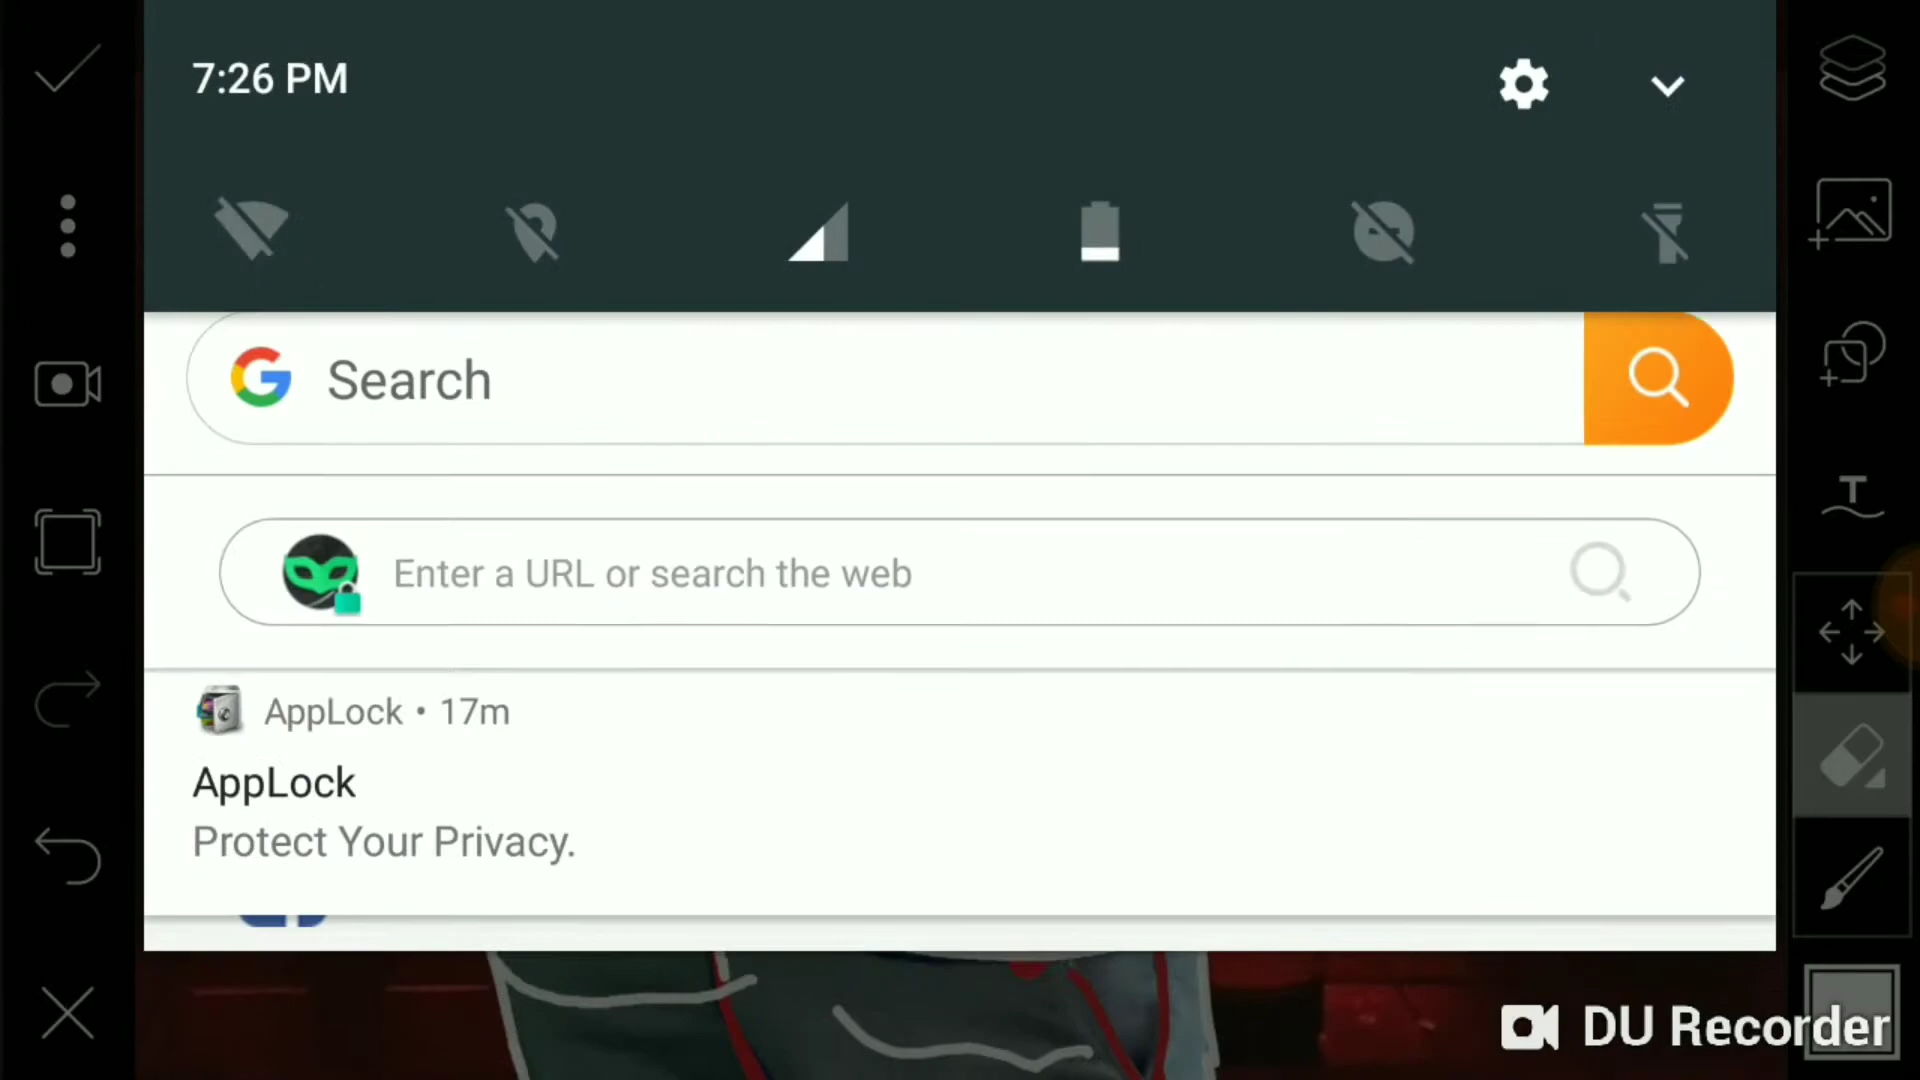 7:26 PM
Search
Enter a URL or search the web
AppLock • 17m
AppLock
Protect Your Privacy.
T
DU Recorder